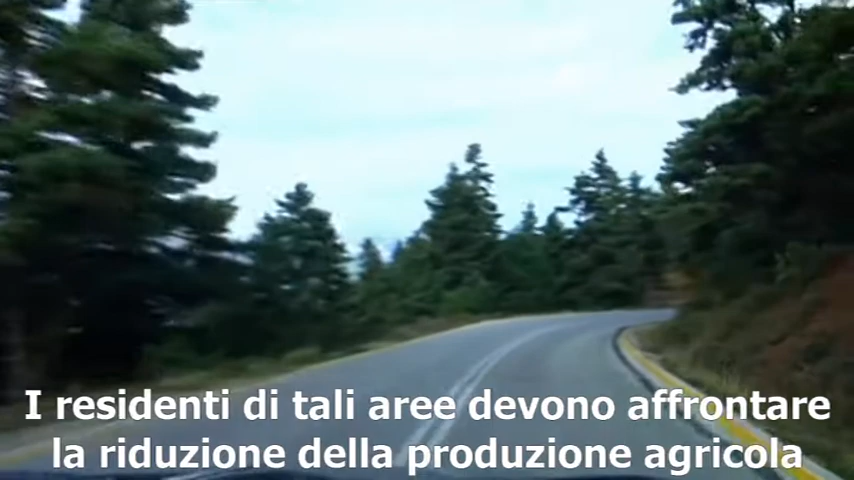 I residenti di tali aree devono affrontare
la riduzione della produzione agricola